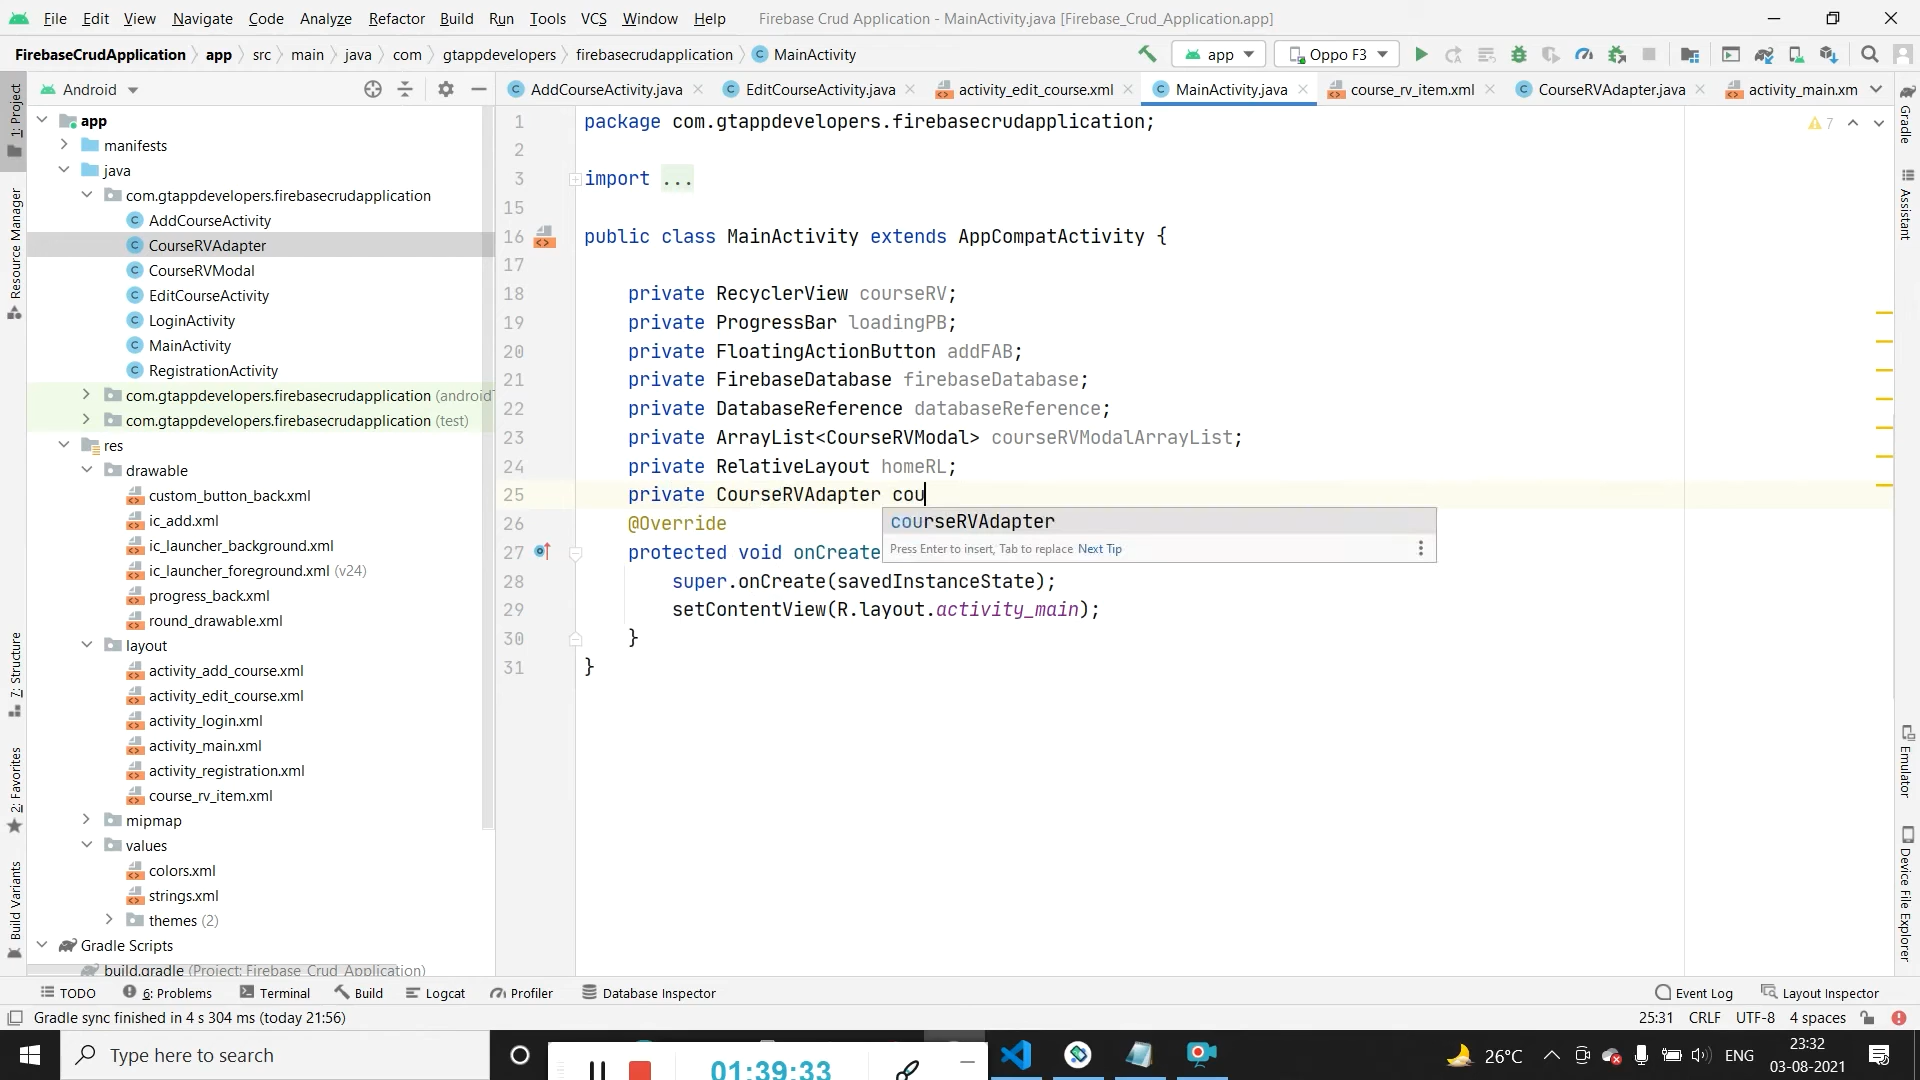 File Edit View Navigate Code Analyze Refactor Build Run Tools VCS Window Help Firebase Crud Application - MainActivity.java [Firebase_Crud_Application.app]
FirebaseCrudApplication app src main java com gtappdevelopers firebasecrudapplication MainActivity app Oppo F3
Android AddCourseActivity.java EditCourseActivity.java activity_edit_course.xml MainActivity.java course_rv_item.xml CourseRVAdapter.java activity_main.xm
1: Project
Resource Manager
7: Structure
2: Favorites
Build Variants
app
manifests
java
com.gtappdevelopers.firebasecrudapplication
AddCourseActivity
CourseRVAdapter
CourseRVModal
EditCourseActivity
LoginActivity
MainActivity
RegistrationActivity
com.gtappdevelopers.firebasecrudapplication (android
com.gtappdevelopers.firebasecrudapplication (test)
res
drawable
custom_button_back.xml
ic_add.xml
ic_launcher_background.xml
ic_launcher_foreground.xml (v24)
progress_back.xml
round_drawable.xml
layout
activity_add_course.xml
activity_edit_course.xml
activity_login.xml
activity_main.xml
activity_registration.xml
course_rv_item.xml
mipmap
values
colors.xml
strings.xml
themes (2)
Gradle Scripts
build.gradle (Project: Firebase_Crud_Application)
1 package com.gtappdevelopers.firebasecrudapplication;
2
3 import ...
15
16 public class MainActivity extends AppCompatActivity {
17
18 private RecyclerView courseRV;
19 private ProgressBar loadingPB;
20 private FloatingActionButton addFAB;
21 private FirebaseDatabase firebaseDatabase;
22 private DatabaseReference databaseReference;
23 private ArrayList<CourseRVModal> courseRVModalArrayList;
24 private RelativeLayout homeRL;
25 private CourseRVAdapter cou
26 @Override
27 protected void onCreate
28 super.onCreate(savedInstanceState);
29 setContentView(R.layout.activity_main);
30 }
31 }
courseRVAdapter
Press Enter to insert, Tab to replace Next Tip
7
Gradle
Assistant
Emulator
Device File Explorer
TODO 6: Problems Terminal Build Logcat Profiler Database Inspector Event Log Layout Inspector
Gradle sync finished in 4 s 304 ms (today 21:56) 25:31 CRLF UTF-8 4 spaces
Type here to search 01:39:33 26°C ENG 23:32
03-08-2021